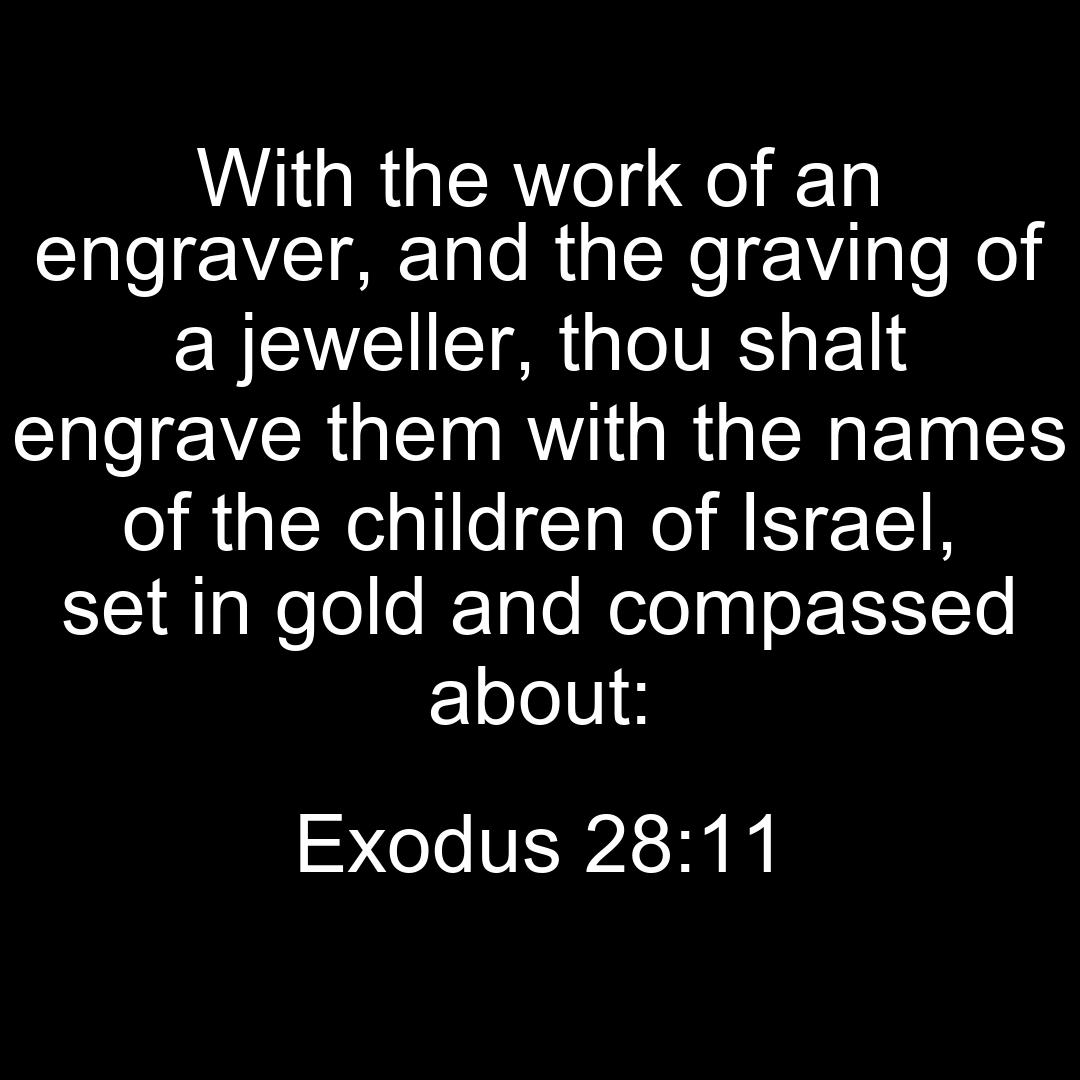 With the work of an
engraver, and the graving of
a jeweller, thou shalt
engrave them with the names
of the children of Israel,
set in gold and compassed
about:
Exodus 28:11